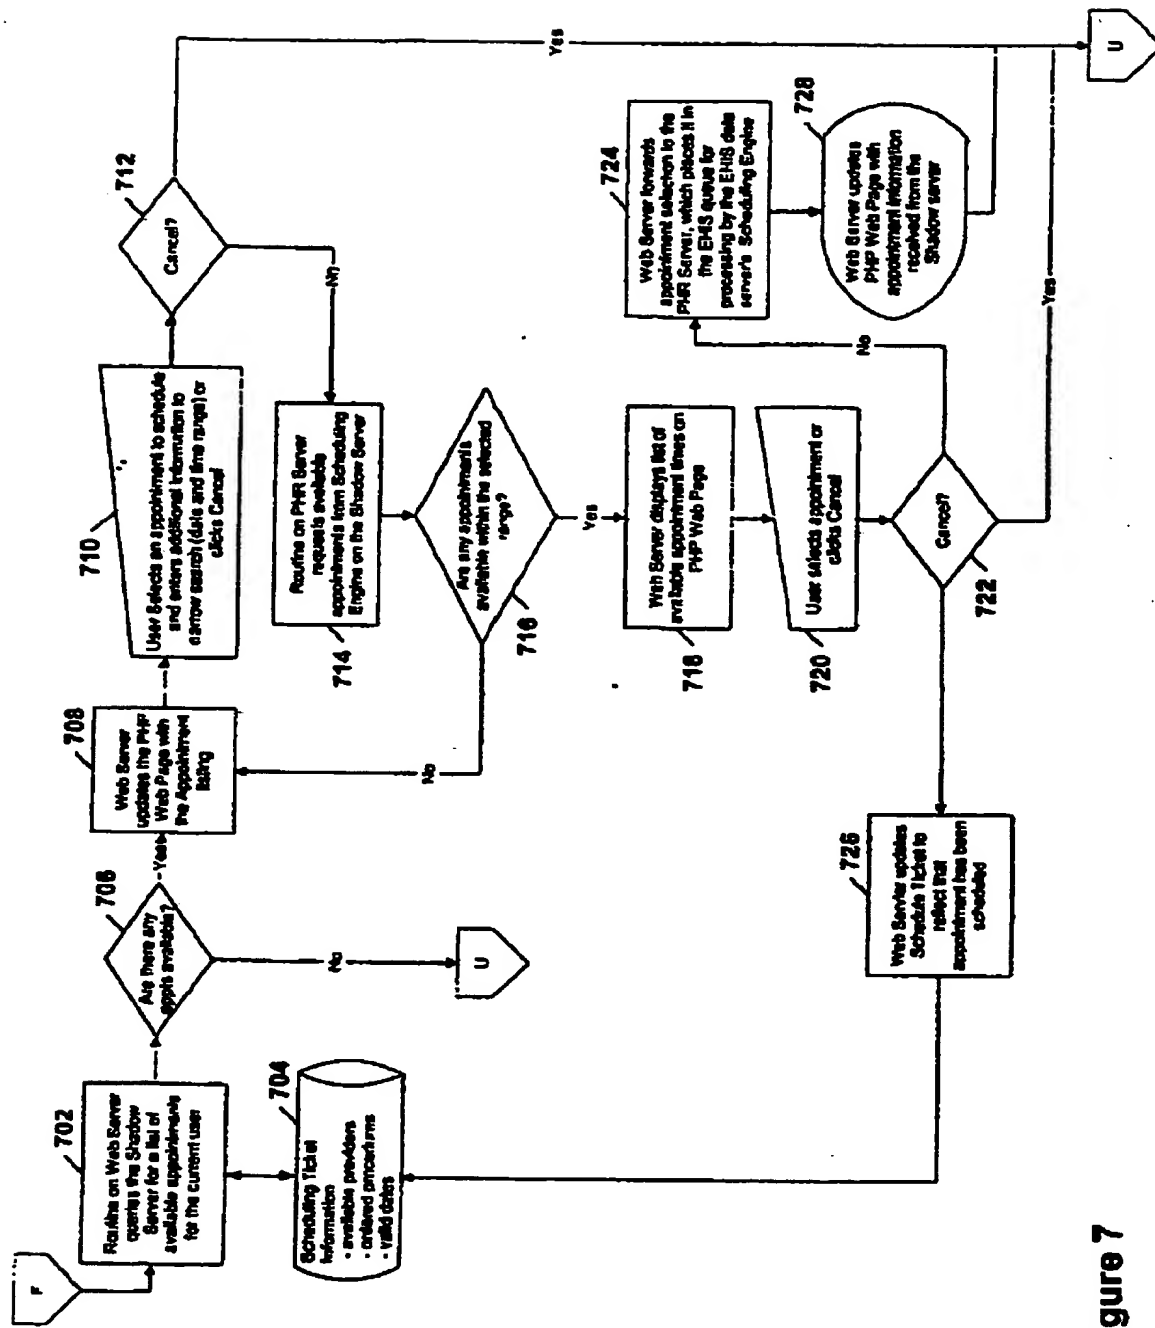 F
702
Routine on Web Server
queries the Shadow
Server for a list of
available appointments
for the current user
704
Scheduling Ticket
Information
- available providers
- ordered procedures
- valid dates
706
Are there any
appts available?
Yes
No
U
708
Web Server
updates the PHP
Web Page with
the Appointment
listing
710
User Selects an appointment to schedule
and enters additional information to
narrow search (date and time range) or
clicks Cancel
712
Cancel?
Yes
No
714
Routine on PHR Server
requests available
appointments from Scheduling
Engine on the Shadow Server
716
Are any appointments
available within the selected
range?
No
Yes
718
Web Server displays list of
available appointment times on
PHP Web Page
720
User selects appointment or
clicks Cancel
722
Cancel?
No
Yes
724
Web Server forwards
appointment selection to the
PHR Server, which places it in
the EHIS queue for
processing by the EHIS data
server's Scheduling Engine
726
Web Server updates
Schedule Ticket to
reflect that
appointment has been
scheduled
728
Web Server updates
PHP Web Page with
appointment information
received from the
Shadow server
U
gure 7